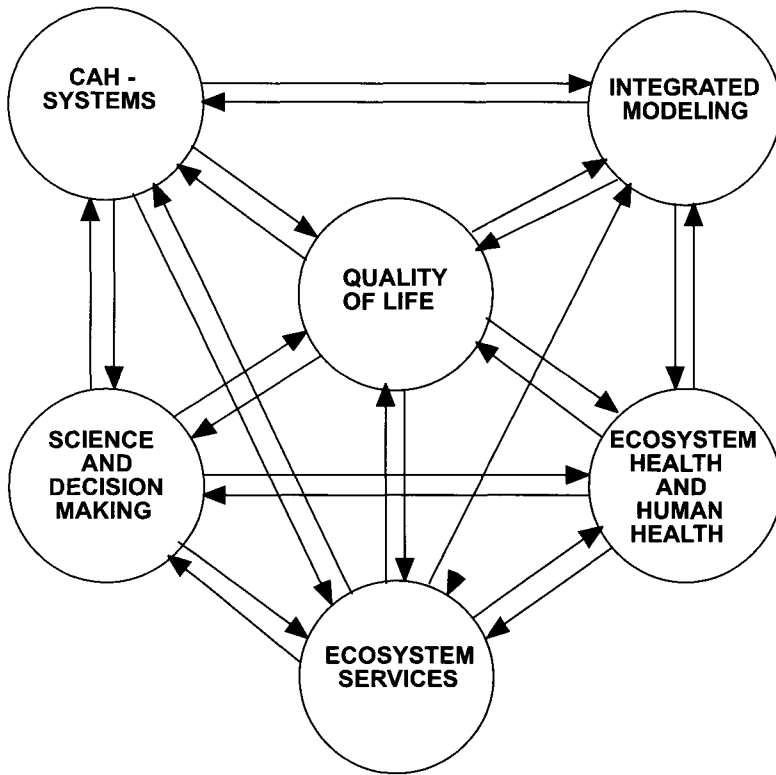 CAH -
SYSTEMS
INTEGRATED
MODELING
QUALITY
OF LIFE
SCIENCE
AND
DECISION
MAKING
ECOSYSTEM
HEALTH
AND
HUMAN
HEALTH
ECOSYSTEM
SERVICES